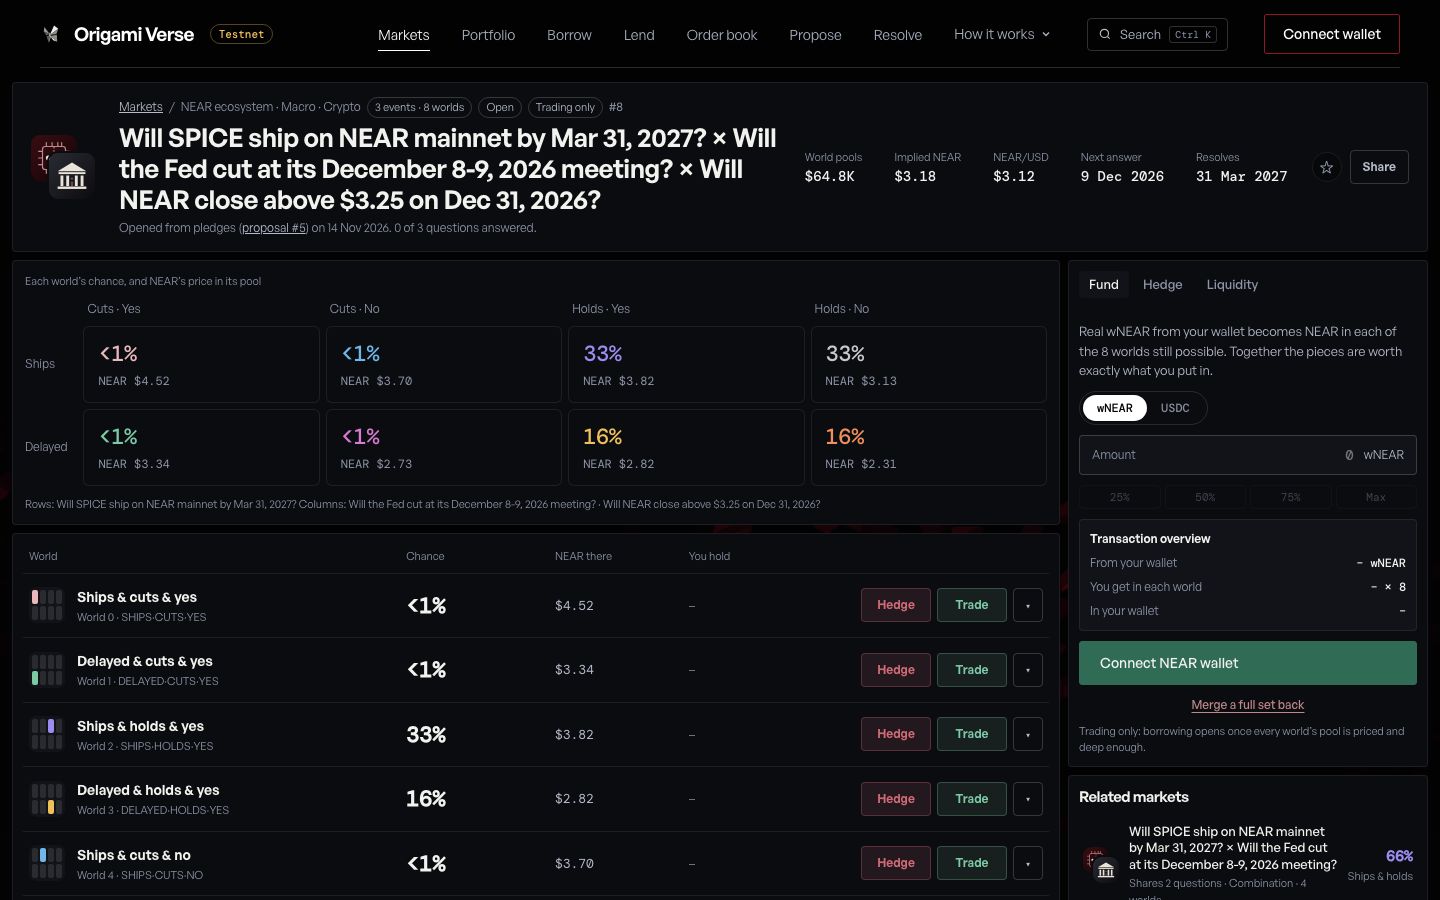 Origami Verse Testnet Markets Portfolio Borrow Lend Order book Propose Resolve How it works Search Ctrl K Connect wallet
Markets / NEAR ecosystem · Macro · Crypto 3 events · 8 worlds Open Trading only #8
Will SPICE ship on NEAR mainnet by Mar 31, 2027? × Will
the Fed cut at its December 8-9, 2026 meeting? × Will
NEAR close above $3.25 on Dec 31, 2026?
Opened from pledges (proposal #5) on 14 Nov 2026. 0 of 3 questions answered.
World pools Implied NEAR NEAR/USD Next answer Resolves
$64.8K $3.18 $3.12 9 Dec 2026 31 Mar 2027
Share
Each world's chance, and NEAR's price in its pool
Cuts · Yes Cuts · No Holds · Yes Holds · No
Ships
<1% <1% 33% 33%
NEAR $4.52 NEAR $3.70 NEAR $3.82 NEAR $3.13
Delayed
<1% <1% 16% 16%
NEAR $3.34 NEAR $2.73 NEAR $2.82 NEAR $2.31
Rows: Will SPICE ship on NEAR mainnet by Mar 31, 2027? Columns: Will the Fed cut at its December 8-9, 2026 meeting? · Will NEAR close above $3.25 on Dec 31, 2026?
World Chance NEAR there You hold
Ships & cuts & yes
World 0 · SHIPS·CUTS·YES
<1% $4.52 – Hedge Trade
Delayed & cuts & yes
World 1 · DELAYED·CUTS·YES
<1% $3.34 – Hedge Trade
Ships & holds & yes
World 2 · SHIPS·HOLDS·YES
33% $3.82 – Hedge Trade
Delayed & holds & yes
World 3 · DELAYED·HOLDS·YES
16% $2.82 – Hedge Trade
Ships & cuts & no
World 4 · SHIPS·CUTS·NO
<1% $3.70 – Hedge Trade
Fund Hedge Liquidity
Real wNEAR from your wallet becomes NEAR in each of
the 8 worlds still possible. Together the pieces are worth
exactly what you put in.
wNEAR USDC
Amount 0 wNEAR
25% 50% 75% Max
Transaction overview
From your wallet – wNEAR
You get in each world – × 8
In your wallet –
Connect NEAR wallet
Merge a full set back
Trading only: borrowing opens once every world's pool is priced and
deep enough.
Related markets
Will SPICE ship on NEAR mainnet
by Mar 31, 2027? × Will the Fed cut
at its December 8-9, 2026 meeting?
Shares 2 questions · Combination · 4
worlds
66%
Ships & holds